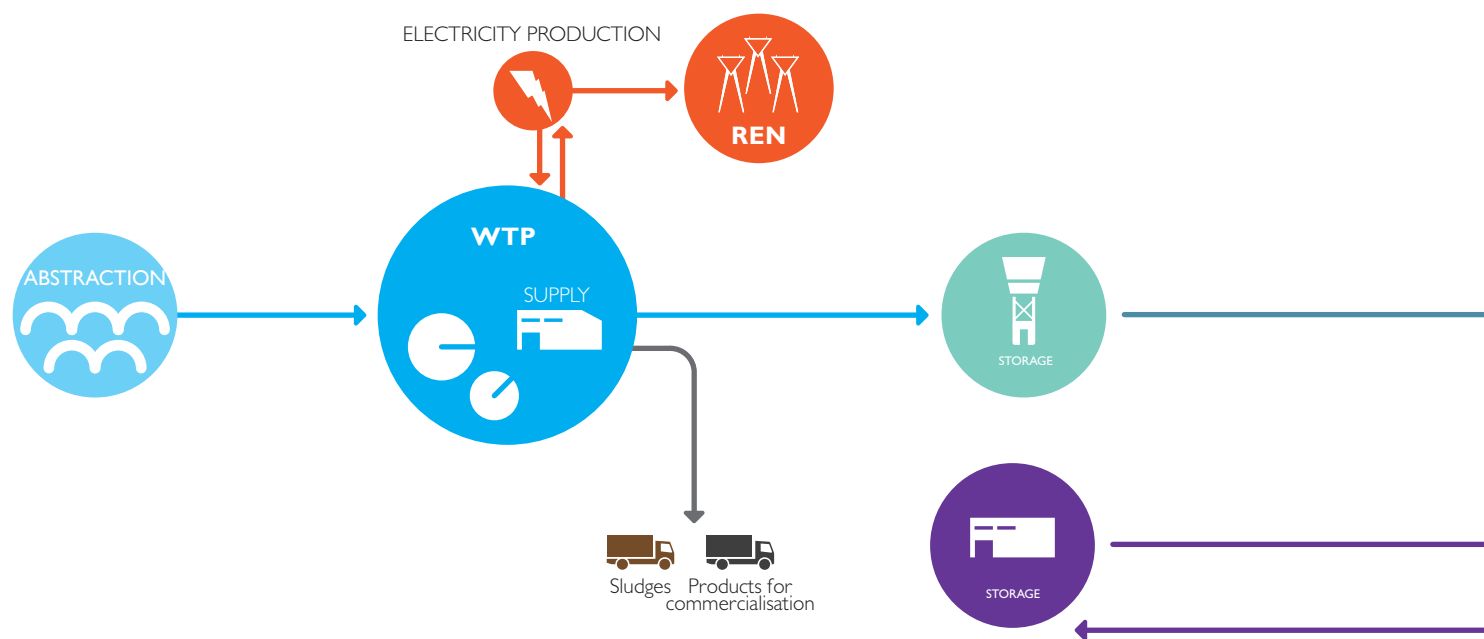 ELECTRICITY PRODUCTION
REN
WTP
ABSTRACTION
SUPPLY
STORAGE
Sludges
Products for
commercialisation
STORAGE